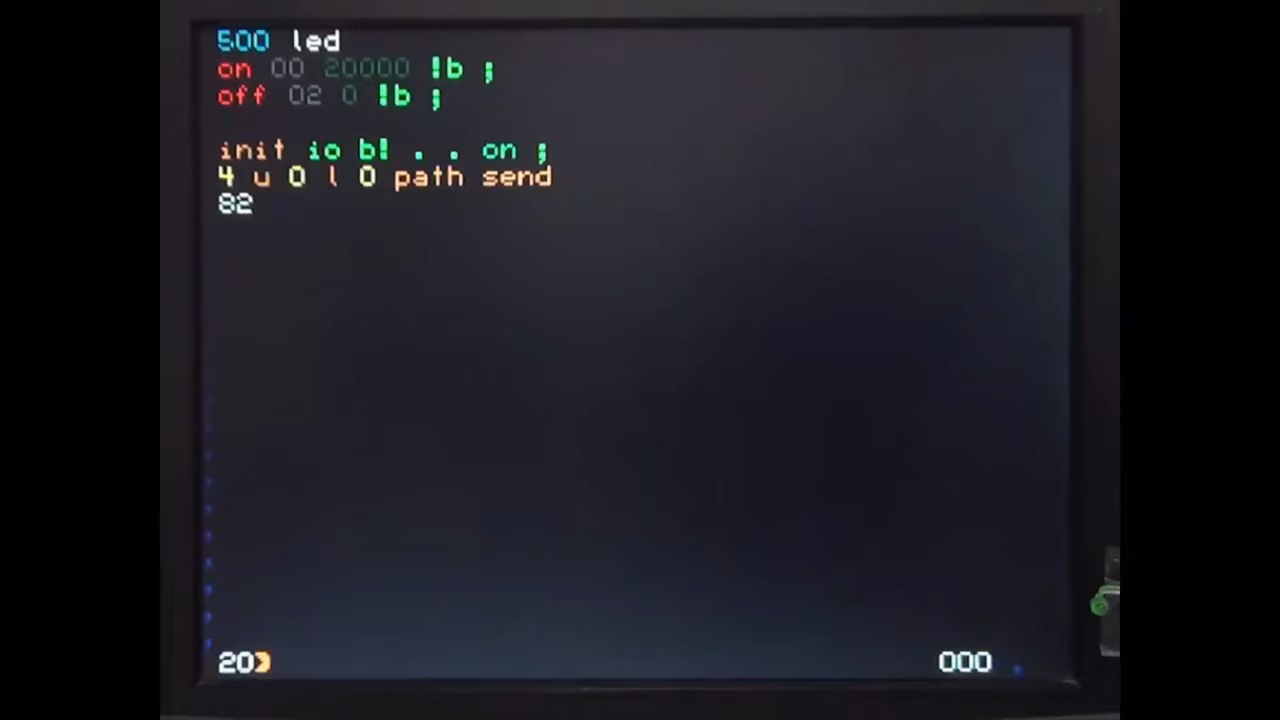 500 led
on 00 20000 !b ;
off 02 0 !b ;
init io b! . . on ;
4 u 0 l 0 path send
82
20
000